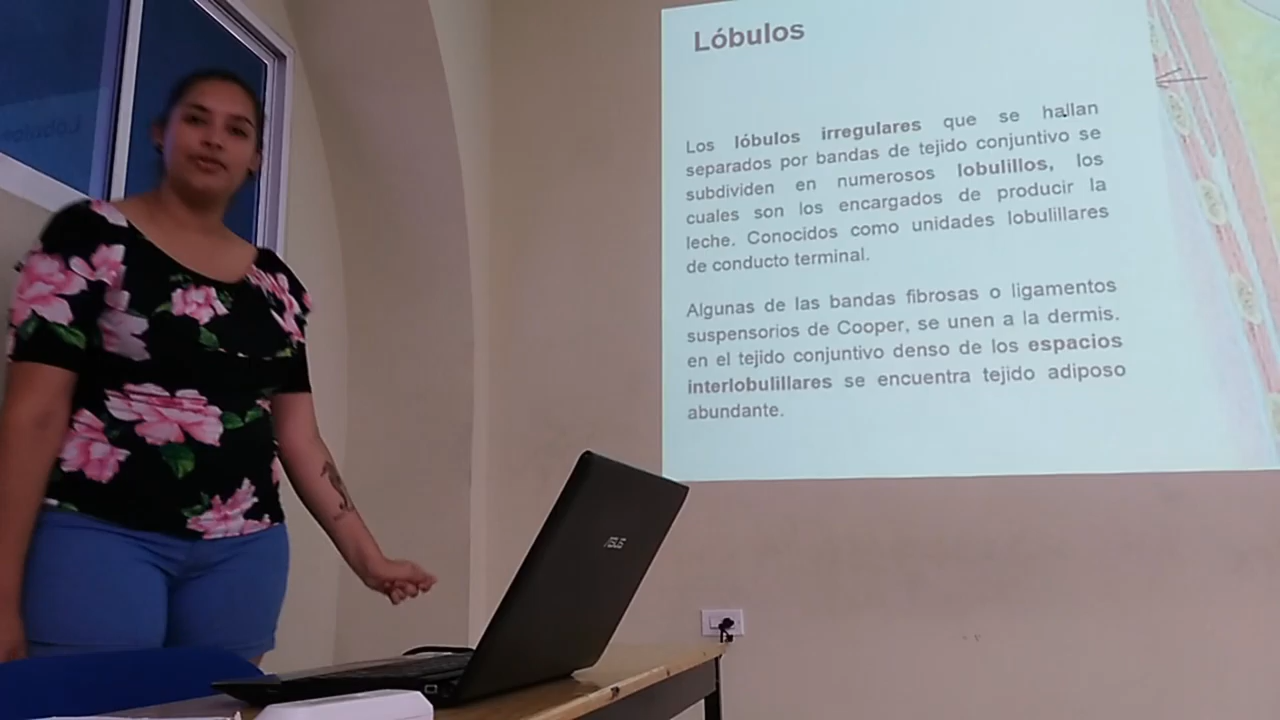 Lóbulos
Los lóbulos irregulares que se hallan
separados por bandas de tejido conjuntivo se
subdividen en numerosos lobulillos, los
cuales son los encargados de producir la
leche. Conocidos como unidades lobulillares
de conducto terminal.
Algunas de las bandas fibrosas o ligamentos
suspensorios de Cooper, se unen a la dermis.
en el tejido conjuntivo denso de los espacios
interlobulillares se encuentra tejido adiposo
abundante.
ASUS